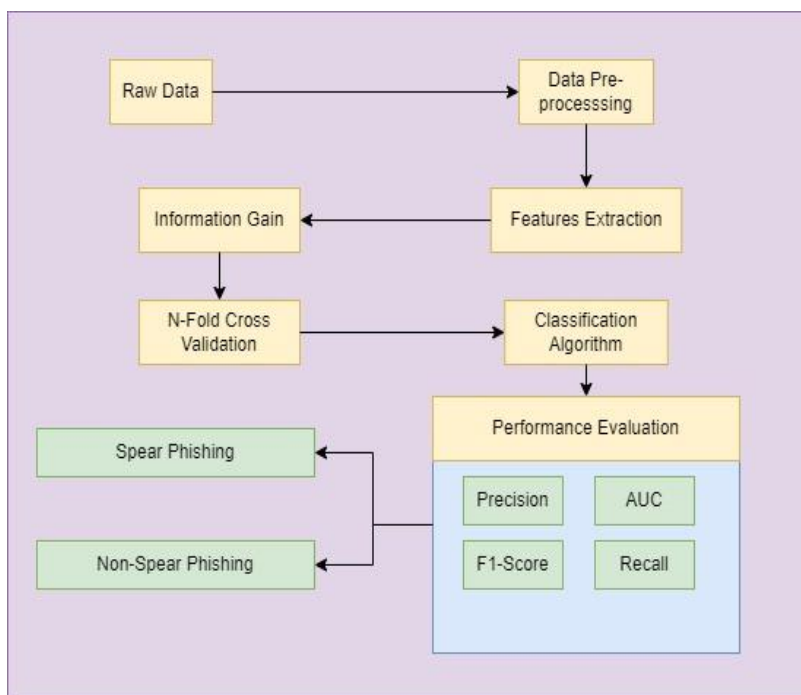 Raw Data
Data Pre-
processsing
Information Gain
Features Extraction
N-Fold Cross
Validation
Classification
Algorithm
Performance Evaluation
Spear Phishing
Precision
AUC
Non-Spear Phishing
F1-Score
Recall